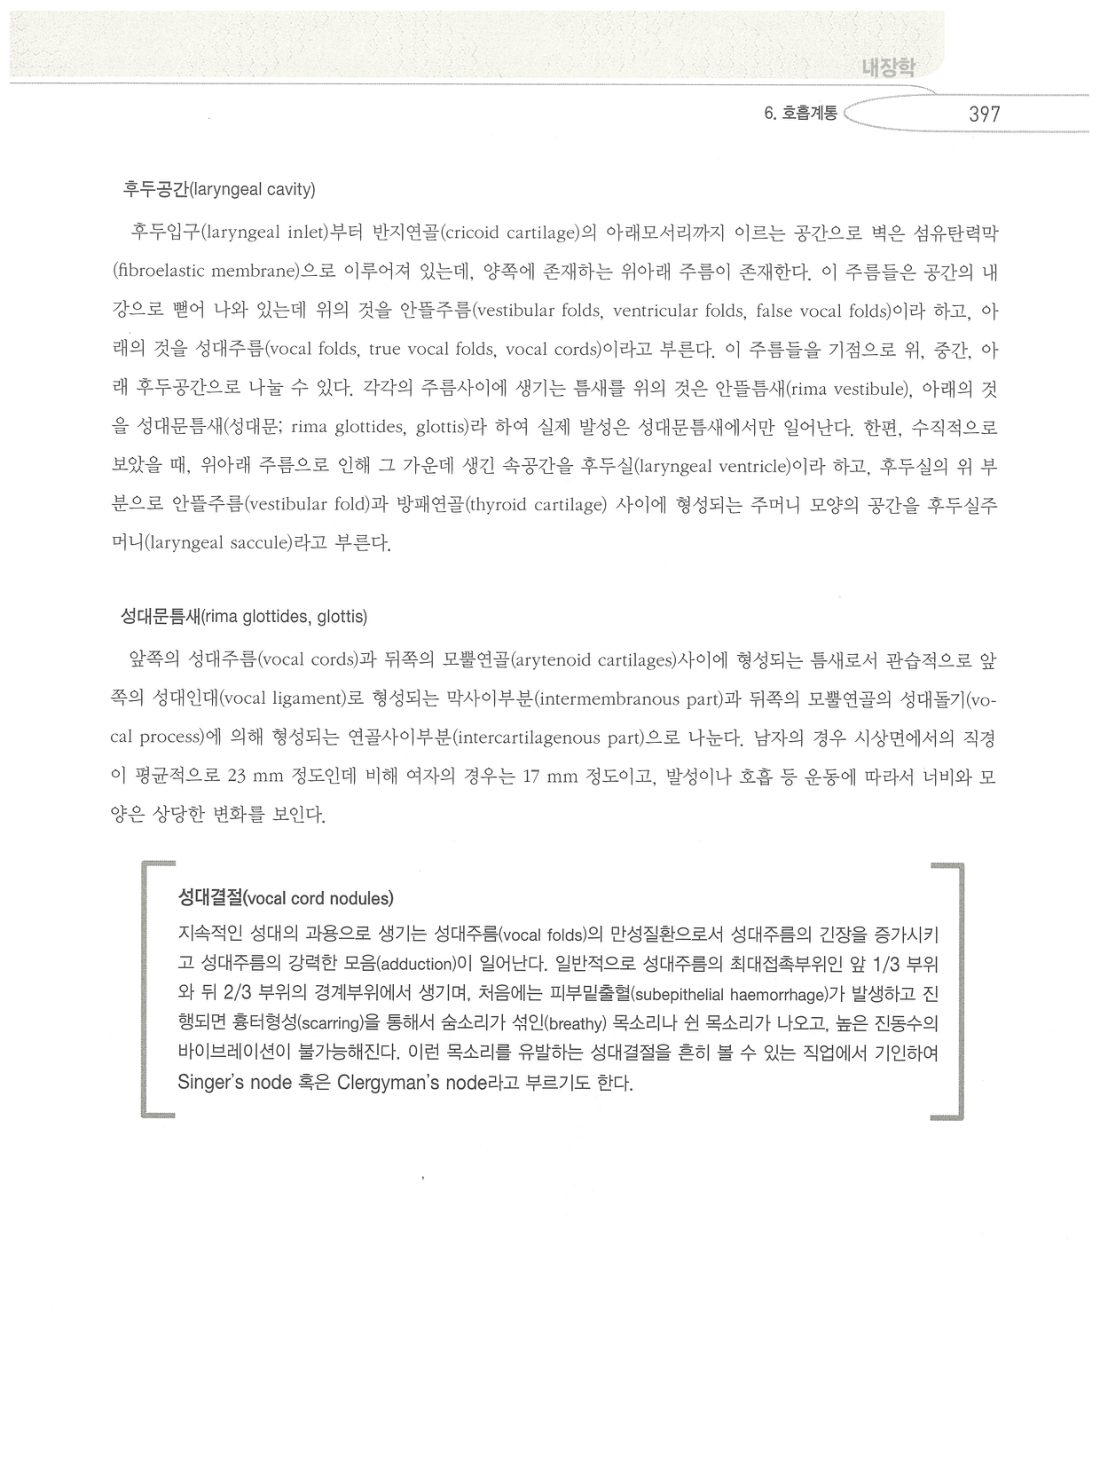 내장학
6. 호흡계통
397
후두공간(laryngeal cavity)
후두입구(laryngeal inlet)부터 반지연골(cricoid cartilage)의 아래모서리까지 이르는 공간으로 벽은 섬유탄력막
(fibroelastic membrane)으로 이루어져 있는데, 양쪽에 존재하는 위아래 주름이 존재한다. 이 주름들은 공간의 내
강으로 뻗어 나와 있는데 위의 것을 안뜰주름(vestibular folds, ventricular folds, false vocal folds)이라 하고, 아
래의 것을 성대주름(vocal folds, true vocal folds, vocal cords)이라고 부른다. 이 주름들을 기점으로 위, 중간, 아
래 후두공간으로 나눌 수 있다. 각각의 주름사이에 생기는 틈새를 위의 것은 안뜰틈새(rima vestibule), 아래의 것
을 성대문틈새(성대문; rima glottides, glottis)라 하여 실제 발성은 성대문틈새에서만 일어난다. 한편, 수직적으로
보았을 때, 위아래 주름으로 인해 그 가운데 생긴 속공간을 후두실(laryngeal ventricle)이라 하고, 후두실의 위 부
분으로 안뜰주름(vestibular fold)과 방패연골(thyroid cartilage) 사이에 형성되는 주머니 모양의 공간을 후두실주
머니(laryngeal saccule)라고 부른다.
성대문틈새(rima glottides, glottis)
앞쪽의 성대주름(vocal cords)과 뒤쪽의 모뿔연골(arytenoid cartilages)사이에 형성되는 틈새로서 관습적으로 앞
쪽의 성대인대(vocal ligament)로 형성되는 막사이부분(intermembranous part)과 뒤쪽의 모뿔연골의 성대돌기(vo-
cal process)에 의해 형성되는 연골사이부분(intercartilagenous part)으로 나눈다. 남자의 경우 시상면에서의 직경
이 평균적으로 23 mm 정도인데 비해 여자의 경우는 17 mm 정도이고, 발성이나 호흡 등 운동에 따라서 너비와 모
양은 상당한 변화를 보인다.
성대결절(vocal cord nodules)
지속적인 성대의 과용으로 생기는 성대주름(vocal folds)의 만성질환으로서 성대주름의 긴장을 증가시키
고 성대주름의 강력한 모음(adduction)이 일어난다. 일반적으로 성대주름의 최대접촉부위인 앞 1/3 부위
와 뒤 2/3 부위의 경계부위에서 생기며, 처음에는 피부밑출혈(subepithelial haemorrhage)가 발생하고 진
행되면 흉터형성(scarring)을 통해서 숨소리가 섞인(breathy) 목소리나 쉰 목소리가 나오고, 높은 진동수의
바이브레이션이 불가능해진다. 이런 목소리를 유발하는 성대결절을 흔히 볼 수 있는 직업에서 기인하여
Singer's node 혹은 Clergyman's node라고 부르기도 한다.